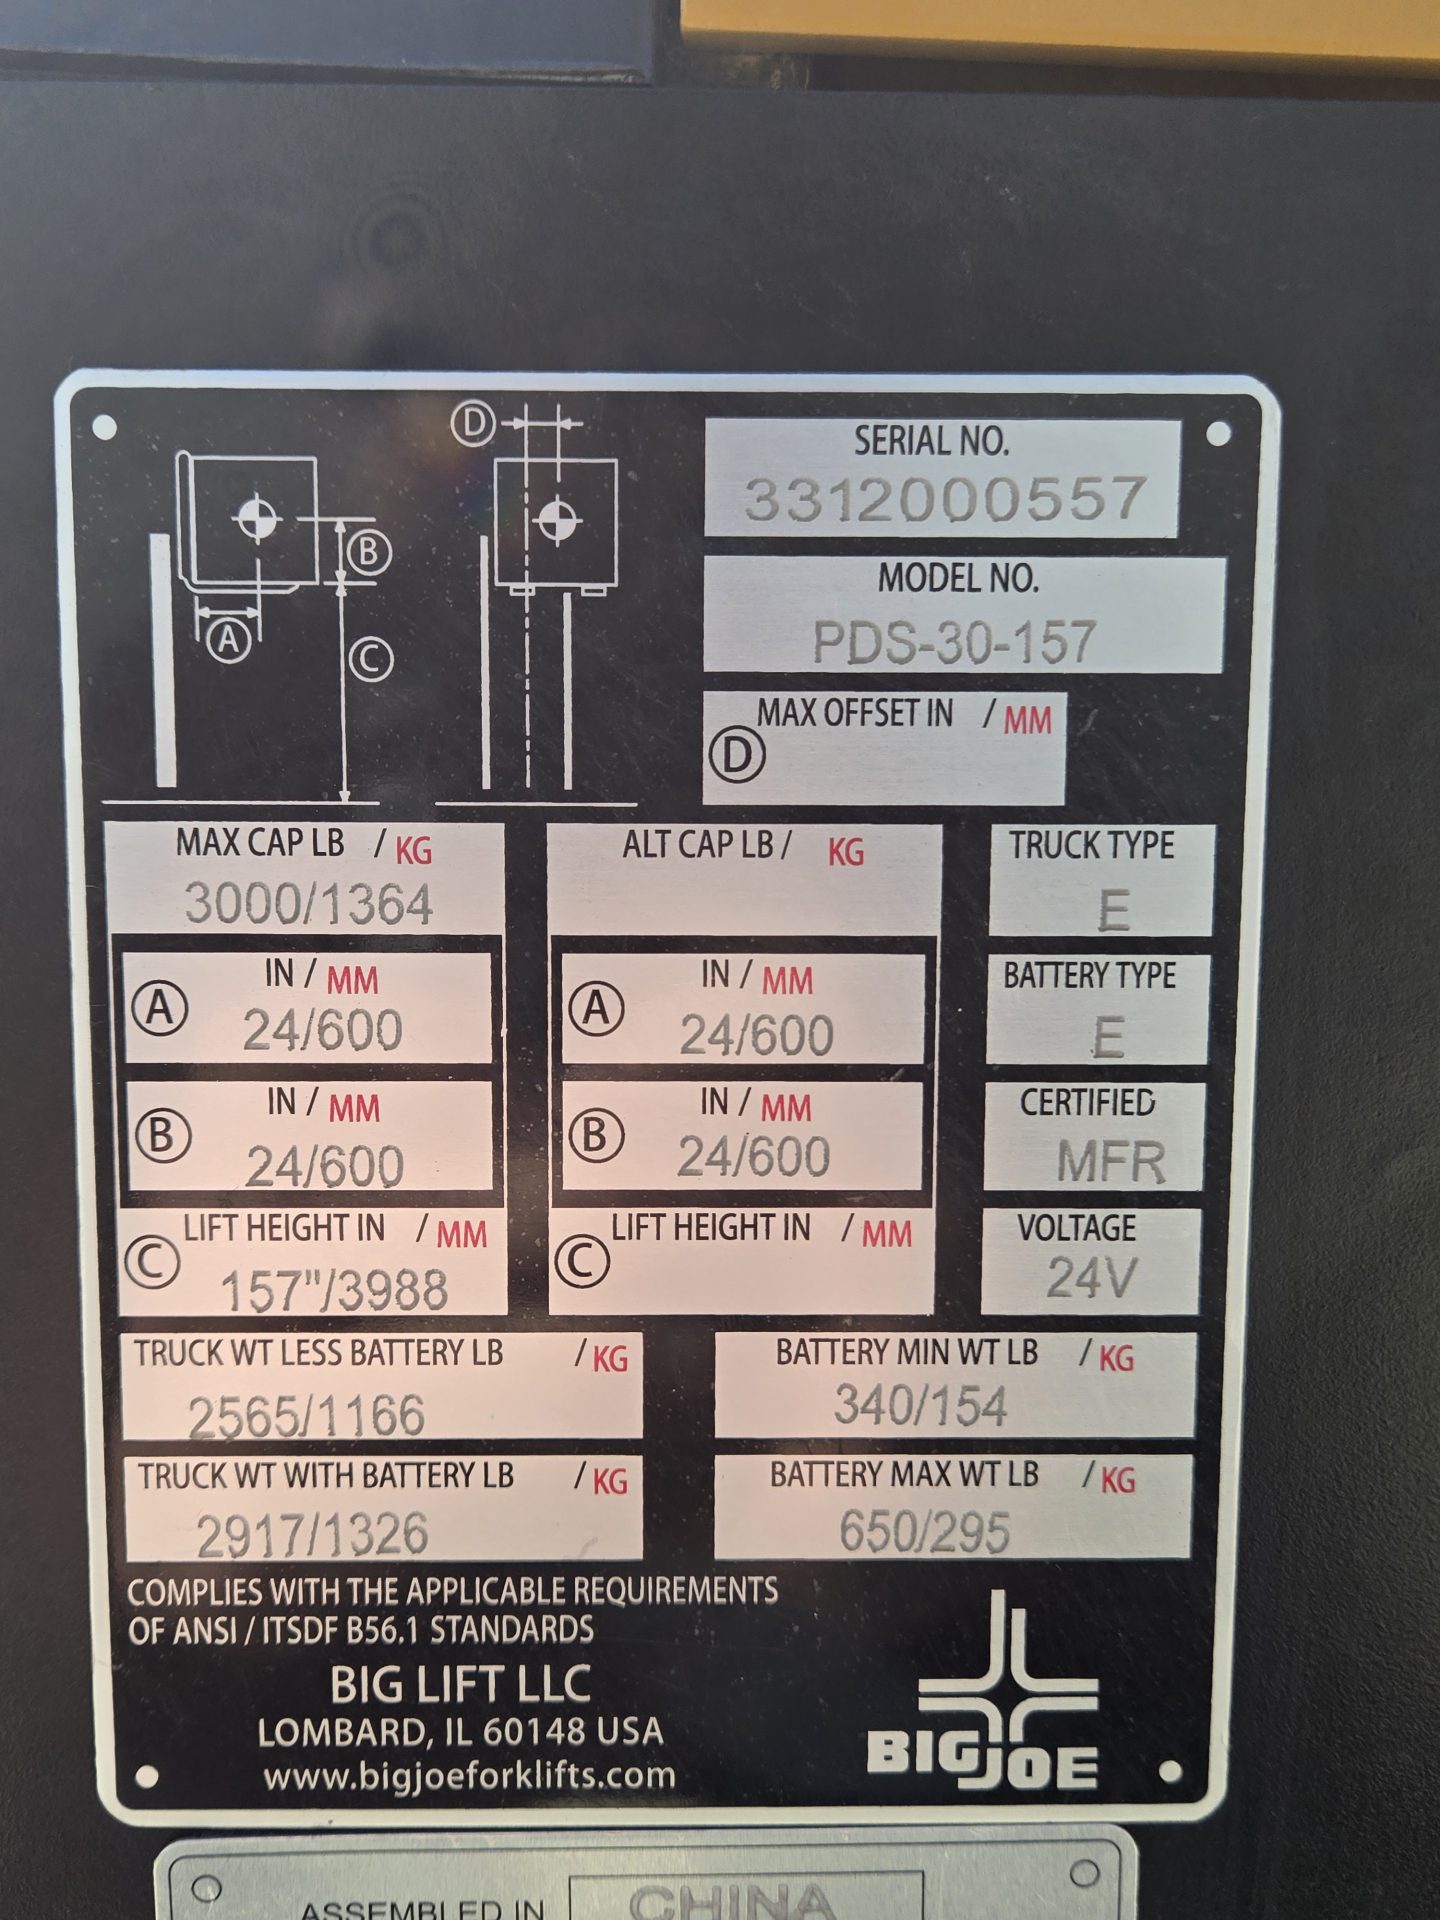 D
B
A
C
SERIAL NO.
3312000557
MODEL NO.
PDS-30-157
MAX OFFSET IN / MM
D
MAX CAP LB / KG
3000/1364
A IN / MM
24/600
B IN / MM
24/600
C LIFT HEIGHT IN / MM
157"/3988
ALT CAP LB / KG
A IN / MM
24/600
B IN / MM
24/600
C LIFT HEIGHT IN / MM
TRUCK TYPE
E
BATTERY TYPE
E
CERTIFIED
MFR
VOLTAGE
24V
TRUCK WT LESS BATTERY LB / KG
2565/1166
BATTERY MIN WT LB / KG
340/154
TRUCK WT WITH BATTERY LB / KG
2917/1326
BATTERY MAX WT LB / KG
650/295
COMPLIES WITH THE APPLICABLE REQUIREMENTS
OF ANSI / ITSDF B56.1 STANDARDS
BIG LIFT LLC
LOMBARD, IL 60148 USA
www.bigjoeforklifts.com
BIG JOE
ASSEMBLED IN CHINA